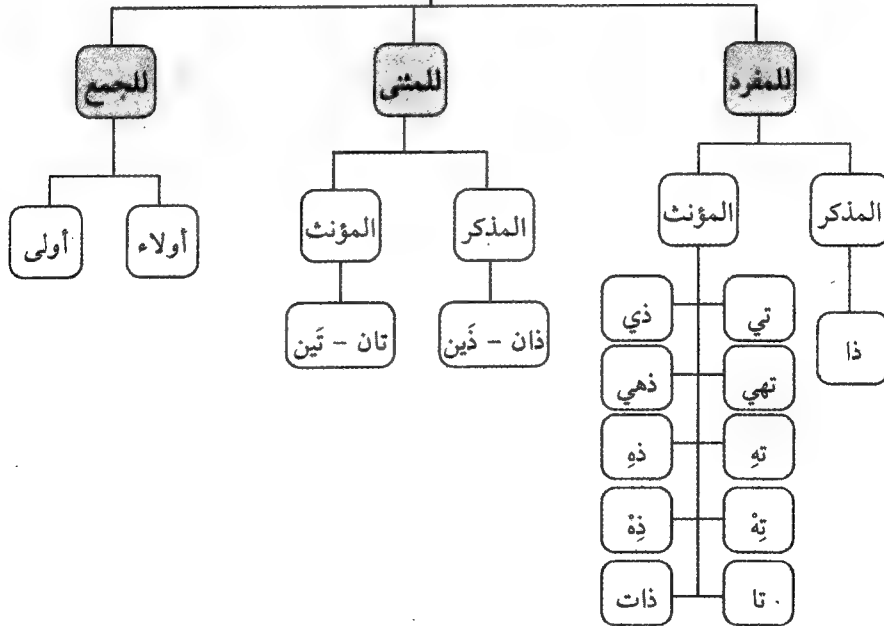 للمفرد
للمثنى
للجمع
المذكر
المؤنث
المذكر
المؤنث
أولاء
أولى
ذا
تي
ذي
تهي
ذهي
تهِ
ذهِ
تِهْ
ذِهْ
تا
ذات
ذان - ذَين
تان - تَين